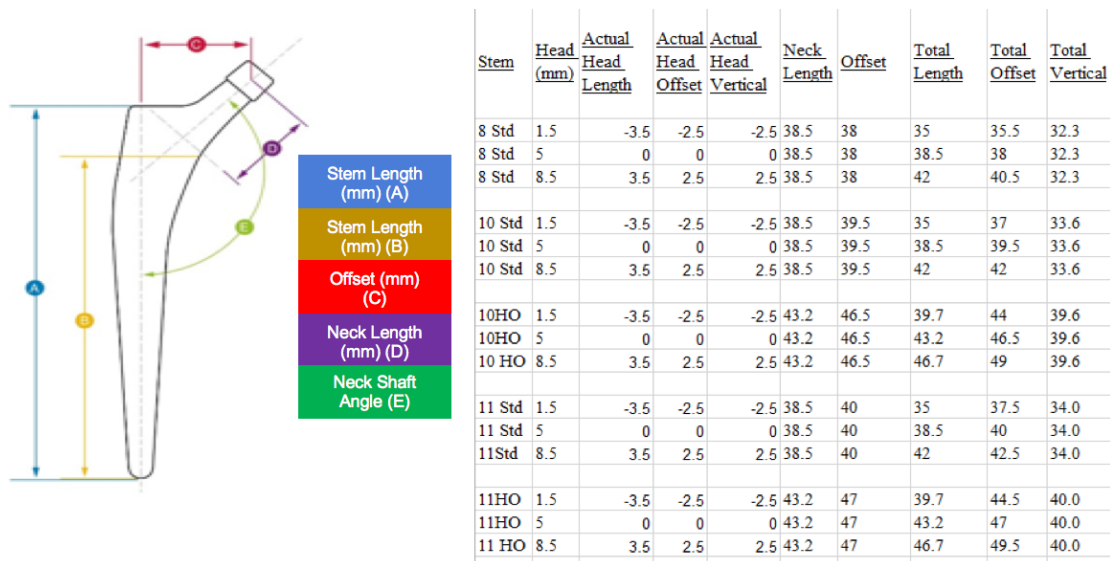 C
A
B
D
E
Stem Length
(mm) (A)
Stem Length
(mm) (B)
Offset (mm)
(C)
Neck Length
(mm) (D)
Neck Shaft
Angle (E)
Stem Head (mm) Actual Head Length Actual Head Offset Actual Head Vertical Neck Length Offset Total Length Total Offset Total Vertical
8 Std 1.5 -3.5 -2.5 -2.5 38.5 38 35 35.5 32.3
8 Std 5 0 0 0 38.5 38 38.5 38 32.3
8 Std 8.5 3.5 2.5 2.5 38.5 38 42 40.5 32.3
10 Std 1.5 -3.5 -2.5 -2.5 38.5 39.5 35 37 33.6
10 Std 5 0 0 0 38.5 39.5 38.5 39.5 33.6
10 Std 8.5 3.5 2.5 2.5 38.5 39.5 42 42 33.6
10HO 1.5 -3.5 -2.5 -2.5 43.2 46.5 39.7 44 39.6
10HO 5 0 0 0 43.2 46.5 43.2 46.5 39.6
10 HO 8.5 3.5 2.5 2.5 43.2 46.5 46.7 49 39.6
11 Std 1.5 -3.5 -2.5 -2.5 38.5 40 35 37.5 34.0
11 Std 5 0 0 0 38.5 40 38.5 40 34.0
11Std 8.5 3.5 2.5 2.5 38.5 40 42 42.5 34.0
11HO 1.5 -3.5 -2.5 -2.5 43.2 47 39.7 44.5 40.0
11HO 5 0 0 0 43.2 47 43.2 47 40.0
11 HO 8.5 3.5 2.5 2.5 43.2 47 46.7 49.5 40.0